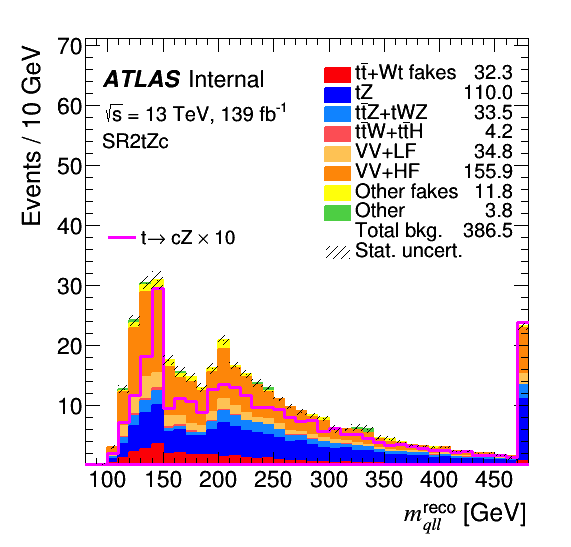 70
60
50
40
30
20
10
Events / 10 GeV
ATLAS Internal
√s = 13 TeV, 139 fb⁻¹
SR2tZc
t→ cZ × 10
tt̄+Wt fakes 32.3
tZ 110.0
tt̄Z+tWZ 33.5
tt̄W+tt̄H 4.2
VV+LF 34.8
VV+HF 155.9
Other fakes 11.8
Other 3.8
Total bkg. 386.5
Stat. uncert.
100 150 200 250 300 350 400 450
m_{qll}^{reco} [GeV]